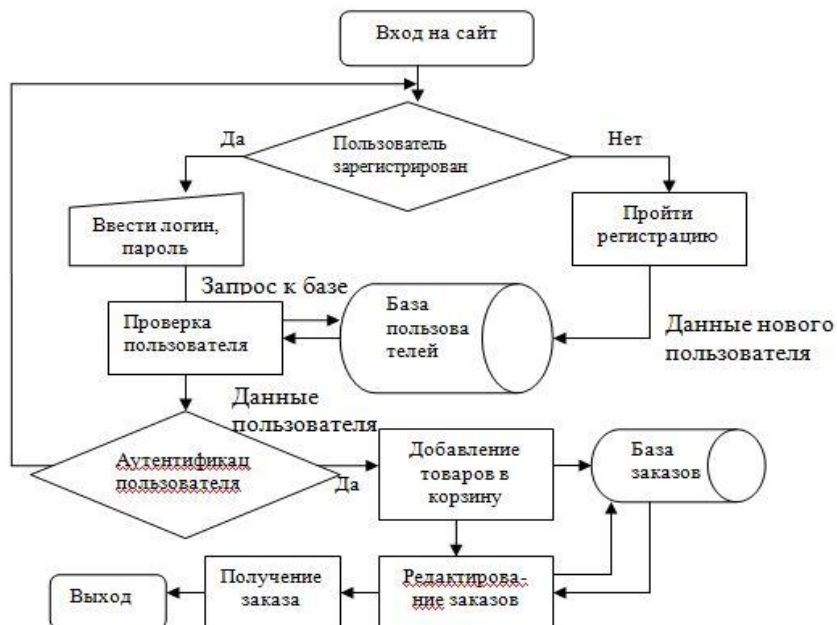 Вход на сайт
Да
Пользователь
зарегистрирован
Нет
Ввести логин,
пароль
Пройти
регистрацию
Запрос к базе
Проверка
пользователя
База
пользова
телей
Данные нового
пользователя
Данные
пользователя
Аутентификац
пользователя
Да
Добавление
товаров в
корзину
База
заказов
Выход
Получение
заказа
Редактирова-
ние заказов